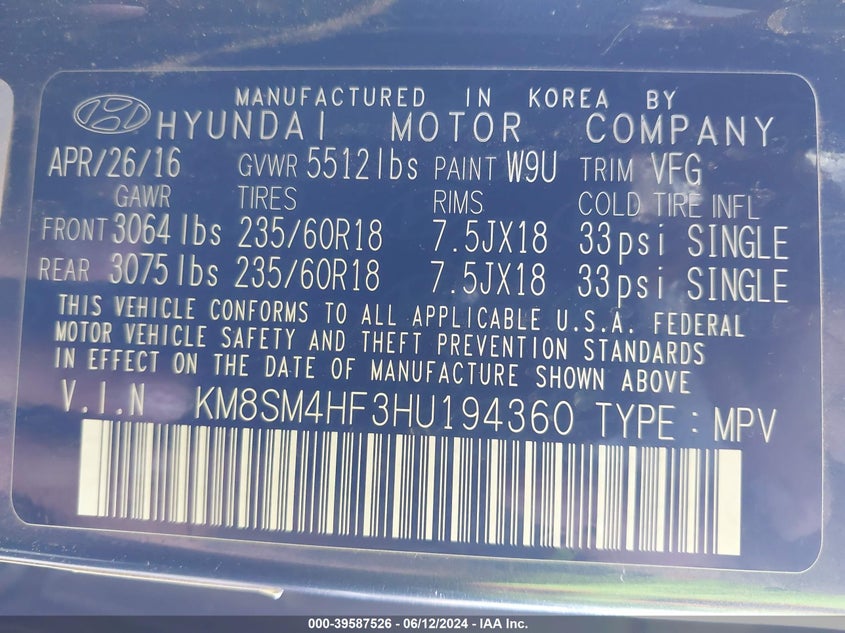 MANUFACTURED IN KOREA BY
HYUNDAI MOTOR COMPANY
APR/26/16 GVWR 5512lbs PAINT W9U TRIM VFG
GAWR TIRES RIMS COLD TIRE INFL
FRONT 3064lbs 235/60R18 7.5JX18 33psi SINGLE
REAR 3075lbs 235/60R18 7.5JX18 33psi SINGLE
THIS VEHICLE CONFORMS TO ALL APPLICABLE U.S.A. FEDERAL
MOTOR VEHICLE SAFETY AND THEFT PREVENTION STANDARDS
IN EFFECT ON THE DATE OF MANUFACTURE SHOWN ABOVE
V.I.N KM8SM4HF3HU194360 TYPE : MPV
000-39587526 - 06/12/2024 - IAA Inc.